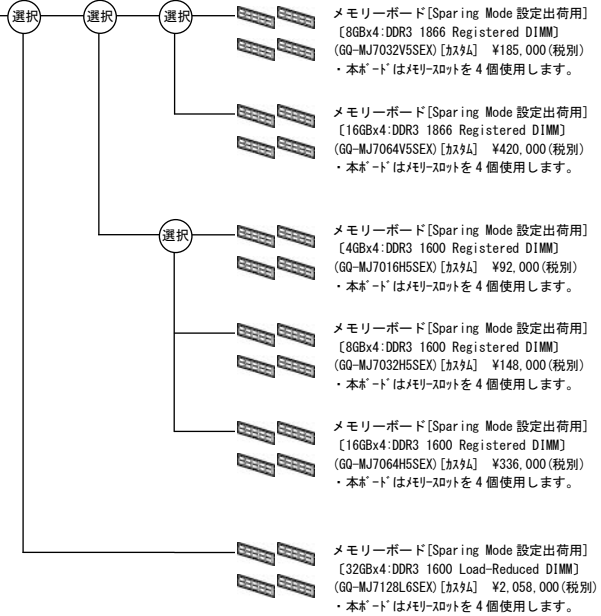 選択
選択
選択
メモリーボード[Sparing Mode 設定出荷用]
〔8GBx4:DDR3 1866 Registered DIMM〕
(GQ-MJ7032V5SEX)[カスタム] ¥185,000(税別)
・本ボードはメモリースロットを４個使用します。
メモリーボード[Sparing Mode 設定出荷用]
〔16GBx4:DDR3 1866 Registered DIMM〕
(GQ-MJ7064V5SEX)[カスタム] ¥420,000(税別)
・本ボードはメモリースロットを４個使用します。
選択
メモリーボード[Sparing Mode 設定出荷用]
〔4GBx4:DDR3 1600 Registered DIMM〕
(GQ-MJ7016H5SEX)[カスタム] ¥92,000(税別)
・本ボードはメモリースロットを４個使用します。
メモリーボード[Sparing Mode 設定出荷用]
〔8GBx4:DDR3 1600 Registered DIMM〕
(GQ-MJ7032H5SEX)[カスタム] ¥148,000(税別)
・本ボードはメモリースロットを４個使用します。
メモリーボード[Sparing Mode 設定出荷用]
〔16GBx4:DDR3 1600 Registered DIMM〕
(GQ-MJ7064H5SEX)[カスタム] ¥336,000(税別)
・本ボードはメモリースロットを４個使用します。
メモリーボード[Sparing Mode 設定出荷用]
〔32GBx4:DDR3 1600 Load-Reduced DIMM〕
(GQ-MJ7128L6SEX)[カスタム] ¥2,058,000(税別)
・本ボードはメモリースロットを４個使用します。